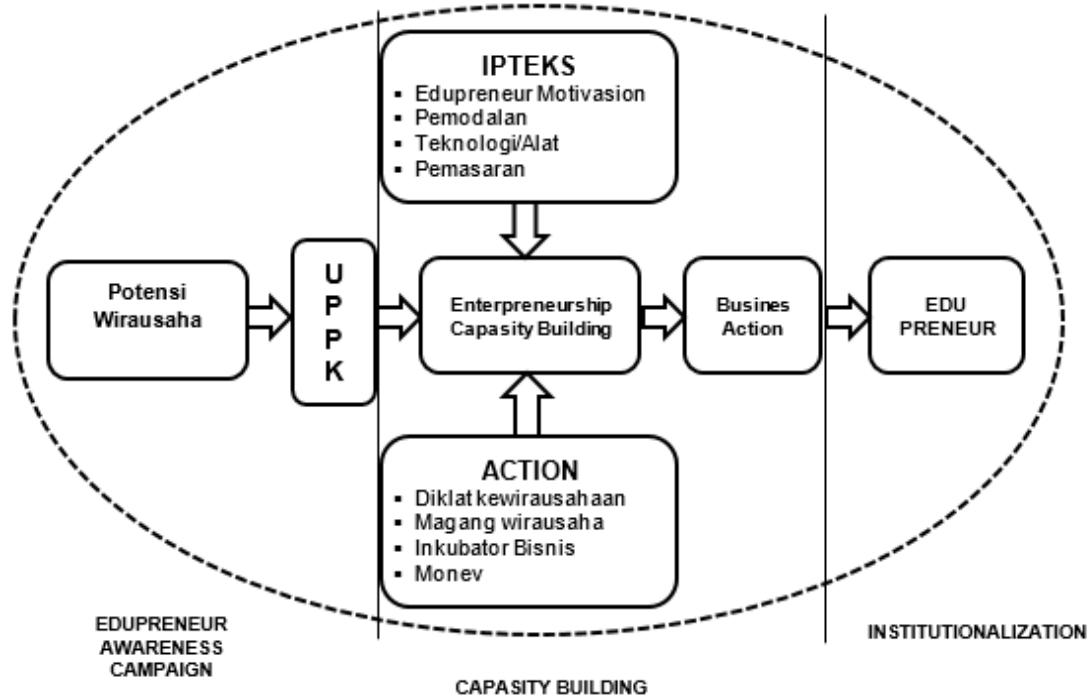 IPTEKS
▪ Edupreneur Motivasion
▪ Pemodalan
▪ Teknologi/Alat
▪ Pemasaran
Potensi
Wirausaha
U
P
P
K
Enterpreneurship
Capasity Building
Busines
Action
EDU
PRENEUR
ACTION
▪ Diklat kewirausahaan
▪ Magang wirausaha
▪ Inkubator Bisnis
▪ Monev
EDUPRENEUR
AWARENESS
CAMPAIGN
CAPASITY BUILDING
INSTITUTIONALIZATION